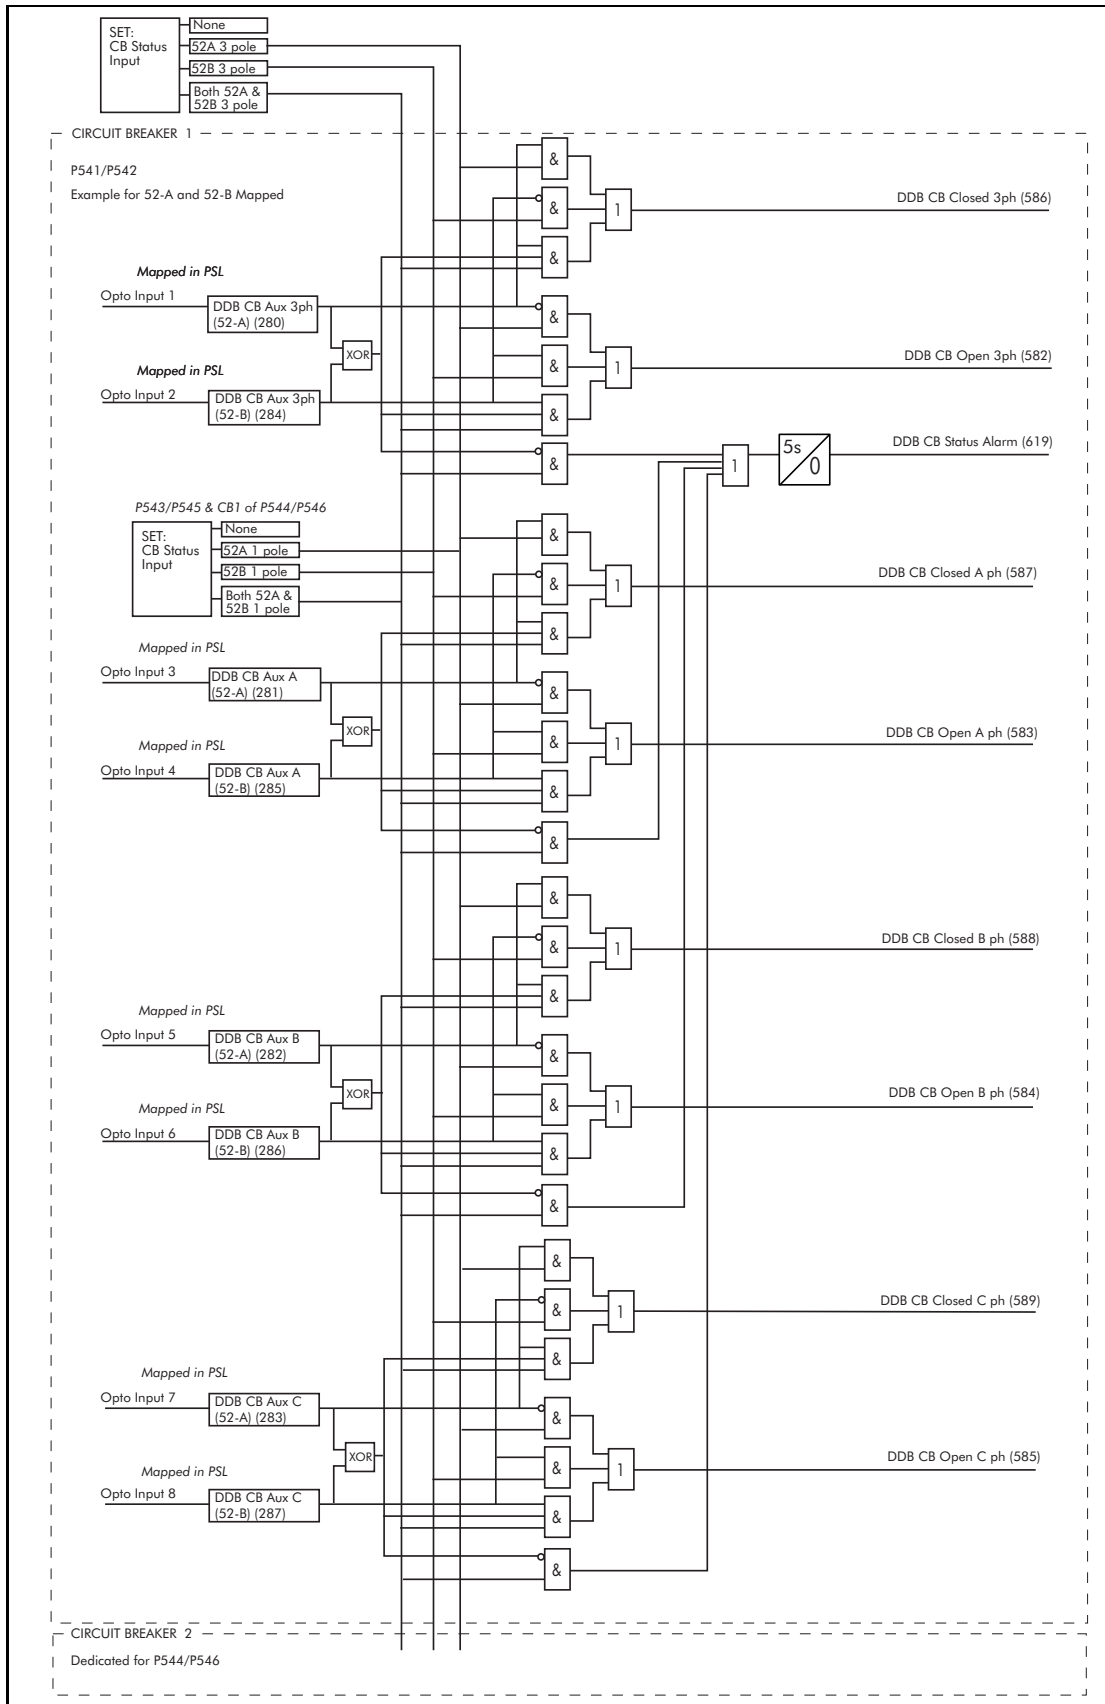 SET:
CB Status
Input
None
52A 3 pole
52B 3 pole
Both 52A &
52B 3 pole
CIRCUIT BREAKER 1
P541/P542
Example for 52-A and 52-B Mapped
&
&
&
1
DDB CB Closed 3ph (586)
Mapped in PSL
Opto Input 1
DDB CB Aux 3ph
(52-A) (280)
XOR
Mapped in PSL
Opto Input 2
DDB CB Aux 3ph
(52-B) (284)
&
&
&
1
DDB CB Open 3ph (582)
&
1
5s
0
DDB CB Status Alarm (619)
P543/P545 & CB1 of P544/P546
SET:
CB Status
Input
None
52A 1 pole
52B 1 pole
Both 52A &
52B 1 pole
&
&
&
1
DDB CB Closed A ph (587)
Mapped in PSL
Opto Input 3
DDB CB Aux A
(52-A) (281)
XOR
Mapped in PSL
Opto Input 4
DDB CB Aux A
(52-B) (285)
&
&
&
1
DDB CB Open A ph (583)
&
&
&
&
1
DDB CB Closed B ph (588)
Mapped in PSL
Opto Input 5
DDB CB Aux B
(52-A) (282)
XOR
Mapped in PSL
Opto Input 6
DDB CB Aux B
(52-B) (286)
&
&
&
1
DDB CB Open B ph (584)
&
&
&
&
1
DDB CB Closed C ph (589)
Mapped in PSL
Opto Input 7
DDB CB Aux C
(52-A) (283)
XOR
Mapped in PSL
Opto Input 8
DDB CB Aux C
(52-B) (287)
&
&
&
1
DDB CB Open C ph (585)
&
CIRCUIT BREAKER 2
Dedicated for P544/P546